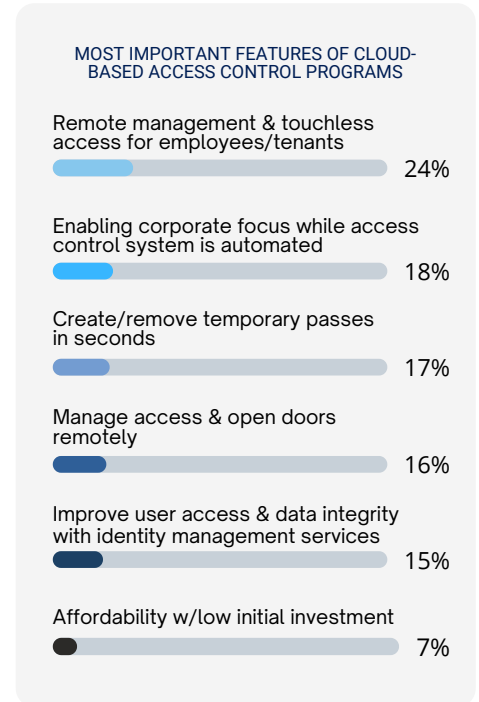 MOST IMPORTANT FEATURES OF CLOUD-
BASED ACCESS CONTROL PROGRAMS
Remote management & touchless
access for employees/tenants
24%
Enabling corporate focus while access
control system is automated
18%
Create/remove temporary passes
in seconds
17%
Manage access & open doors
remotely
16%
Improve user access & data integrity
with identity management services
15%
Affordability w/low initial investment
7%